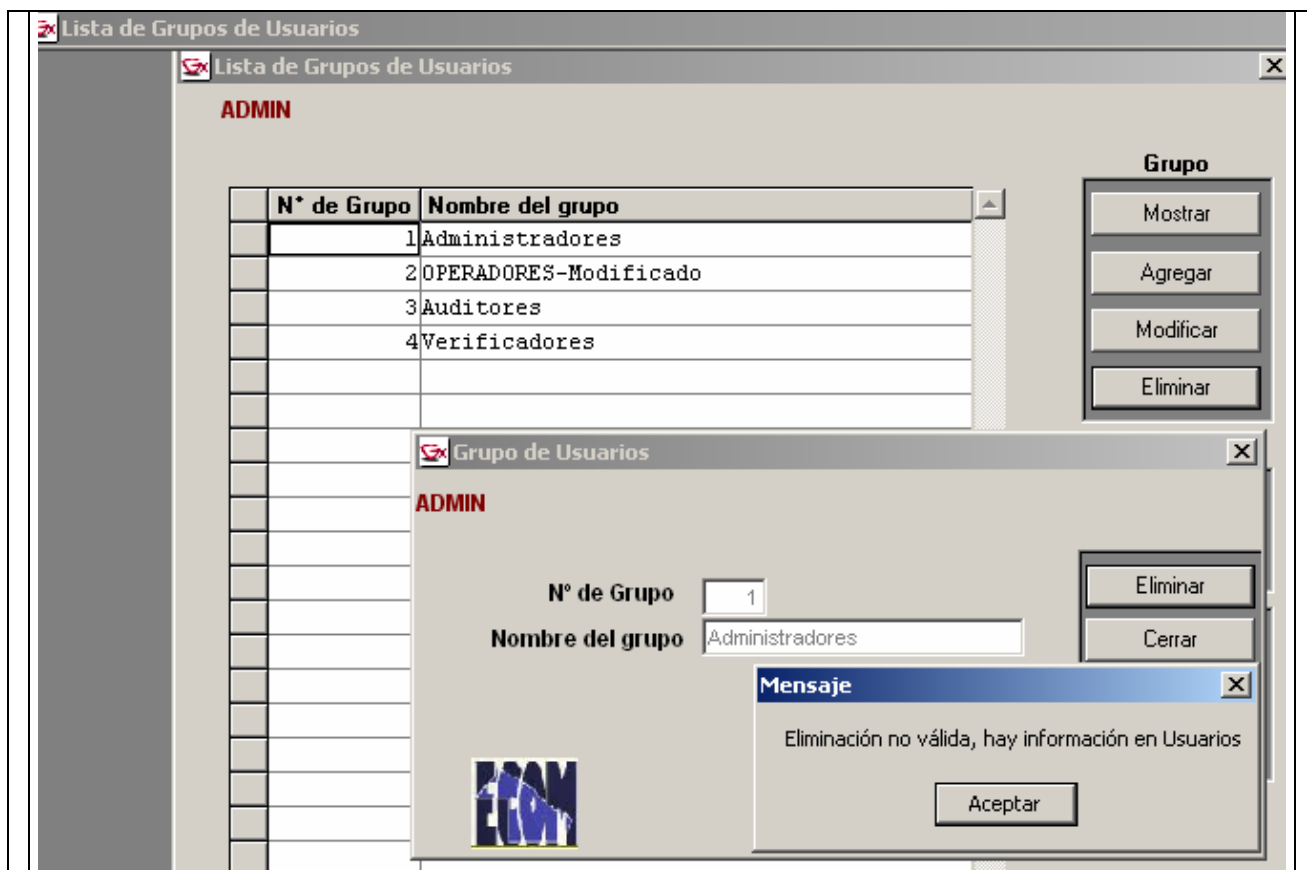 Lista de Grupos de Usuarios
Lista de Grupos de Usuarios
ADMIN
Grupo
N° de Grupo Nombre del grupo
1 Administradores
2 OPERADORES-Modificado
3 Auditores
4 Verificadores
Mostrar
Agregar
Modificar
Eliminar
Grupo de Usuarios
ADMIN
Nº de Grupo 1
Nombre del grupo Administradores
Eliminar
Cerrar
Mensaje
Eliminación no válida, hay información en Usuarios
Aceptar
ECOM